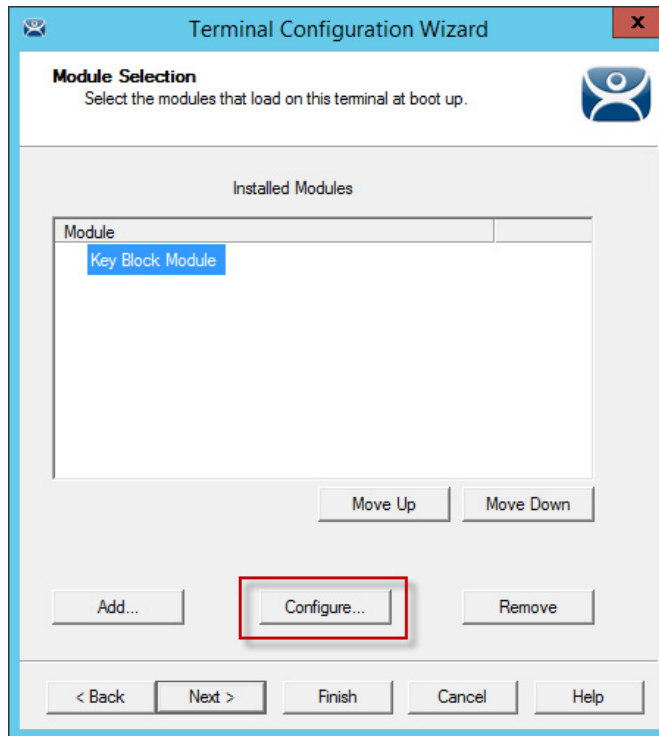 Terminal Configuration Wizard
x
Module Selection
Select the modules that load on this terminal at boot up.
Installed Modules
Module
Key Block Module
Move Up Move Down
Add... Configure... Remove
< Back Next > Finish Cancel Help